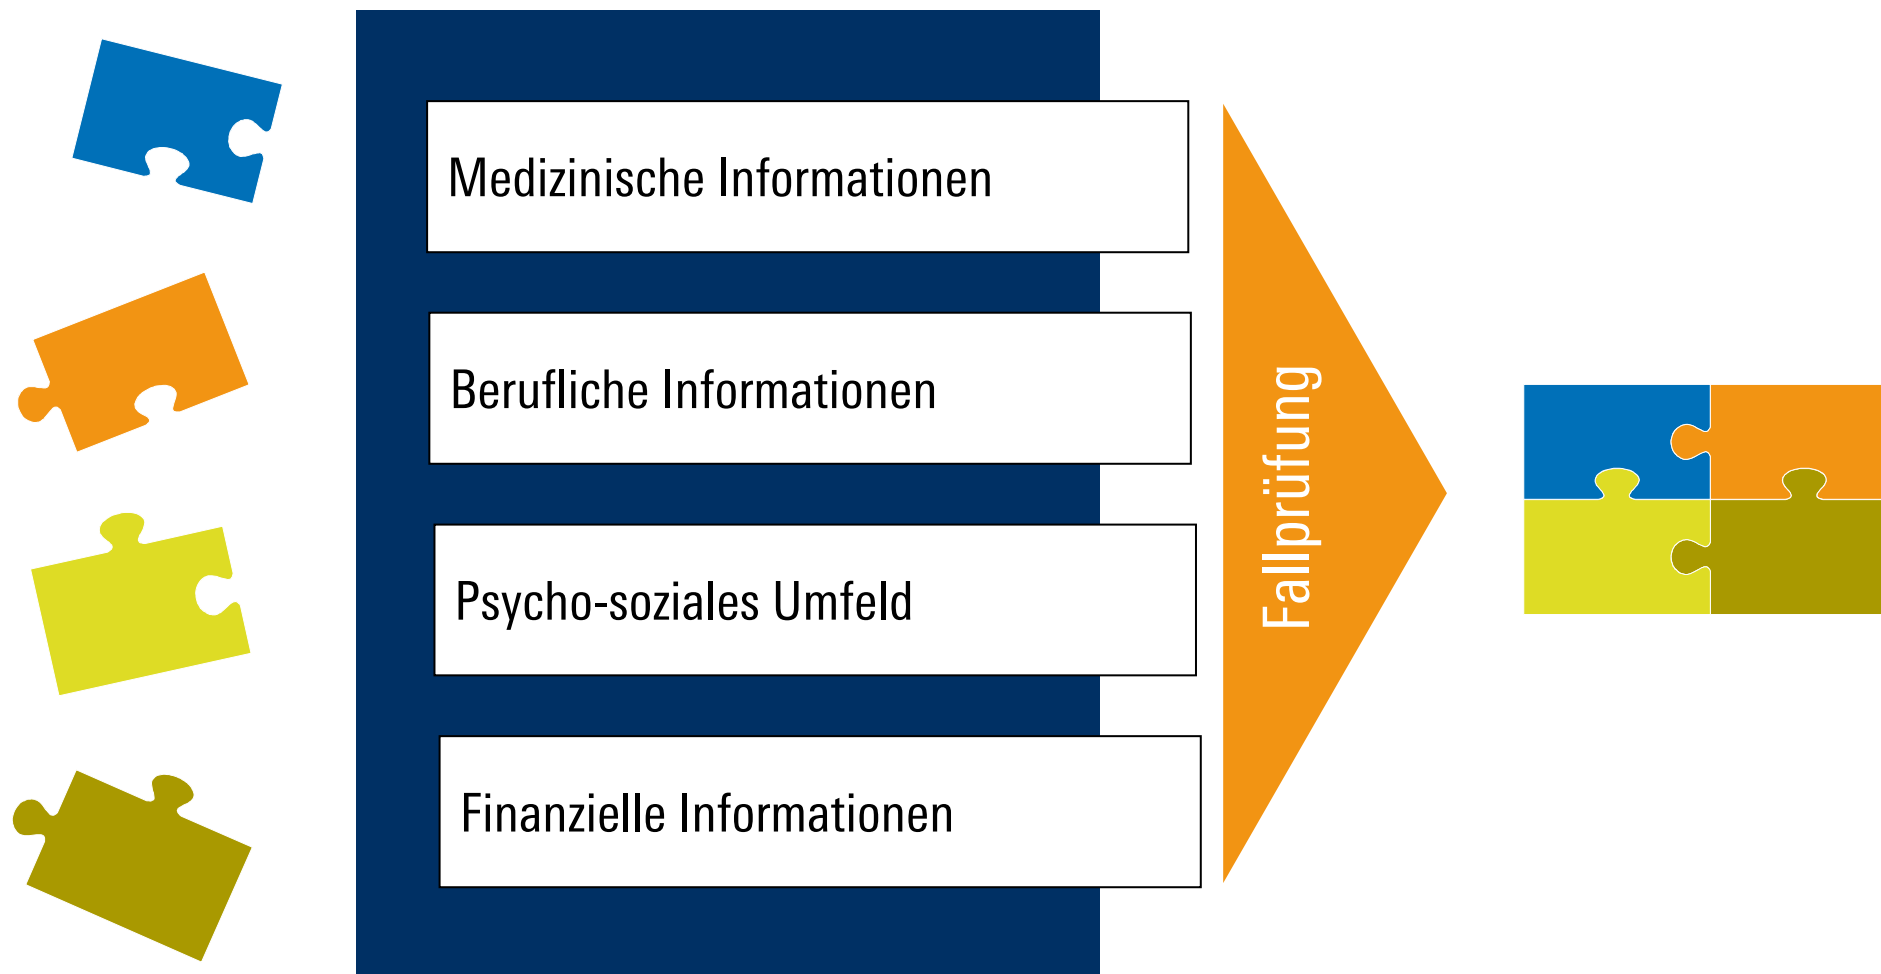 Medizinische Informationen
Berufliche Informationen
Psycho-soziales Umfeld
Finanzielle Informationen
Fallprüfung